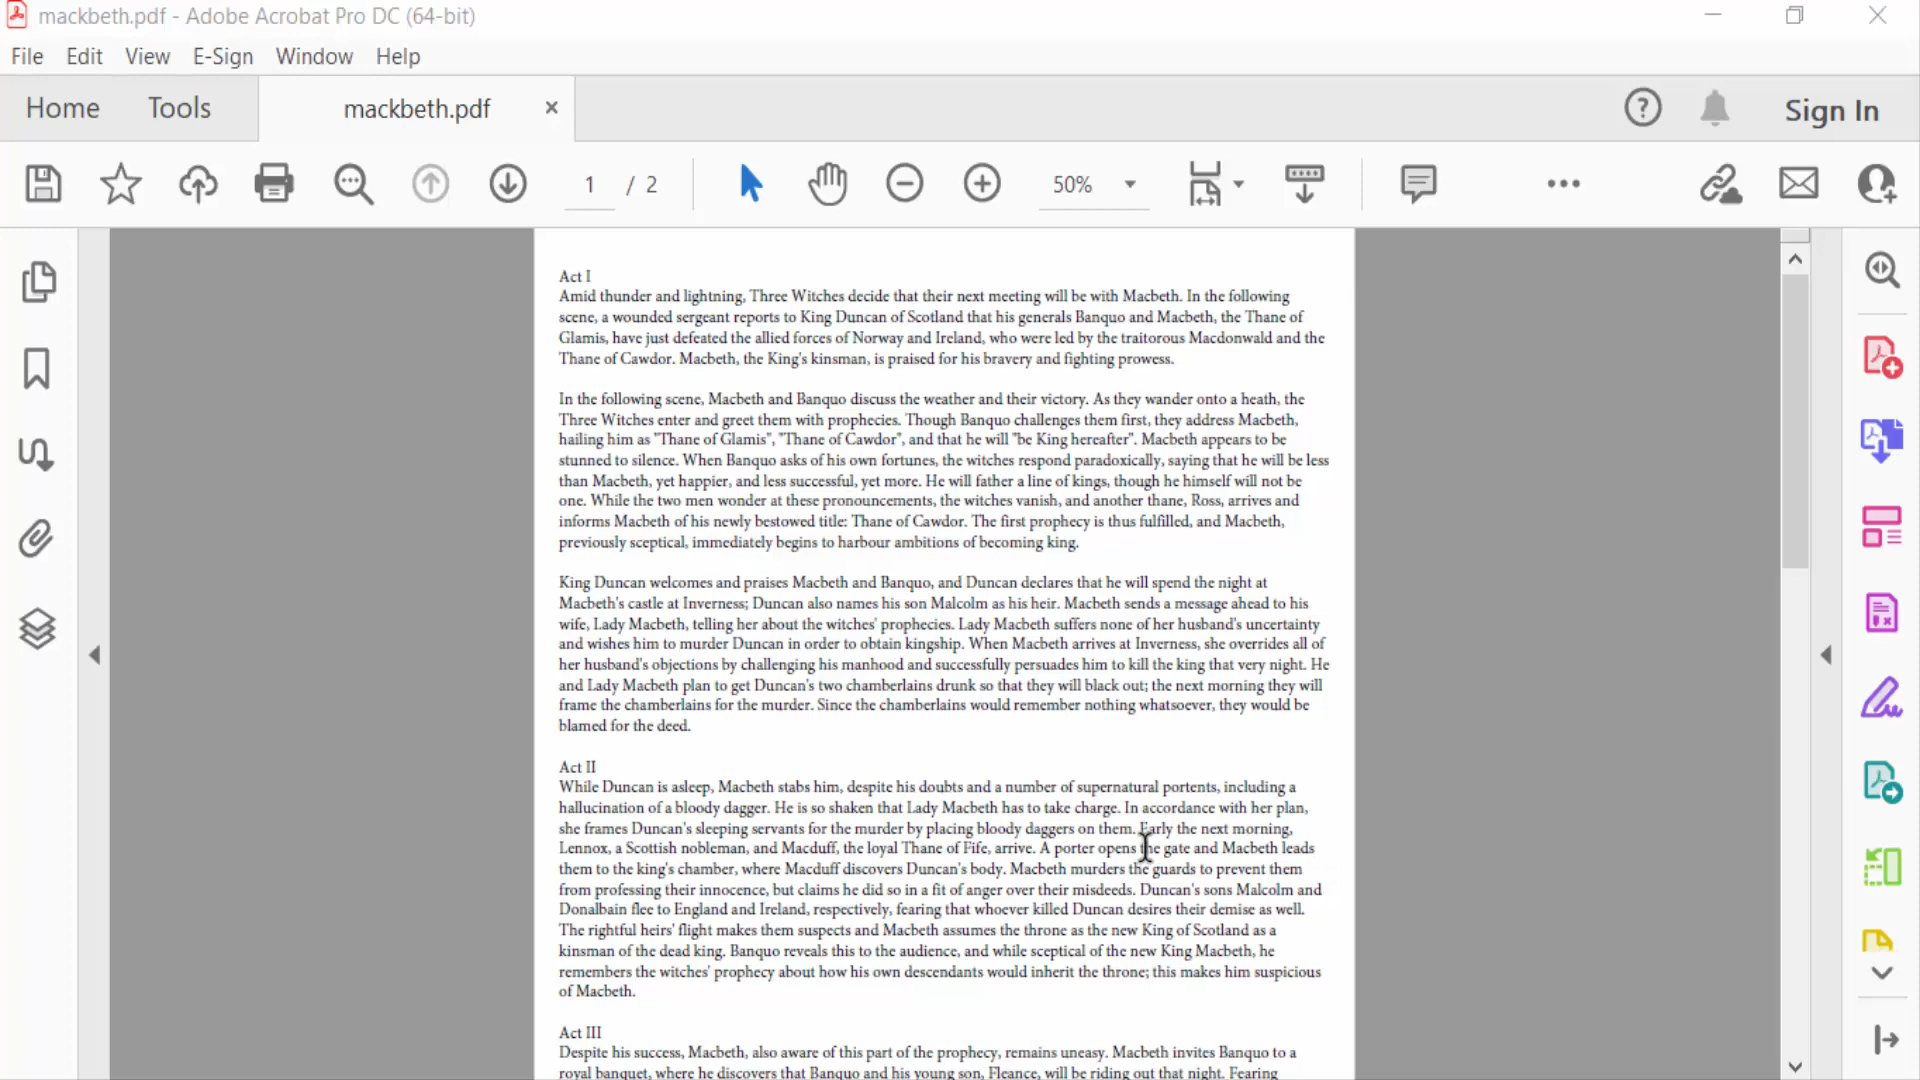 mackbeth.pdf - Adobe Acrobat Pro DC (64-bit)
File Edit View E-Sign Window Help
Home Tools mackbeth.pdf × Sign In
1 / 2 50%
Act I
Amid thunder and lightning, Three Witches decide that their next meeting will be with Macbeth. In the following
scene, a wounded sergeant reports to King Duncan of Scotland that his generals Banquo and Macbeth, the Thane of
Glamis, have just defeated the allied forces of Norway and Ireland, who were led by the traitorous Macdonwald and the
Thane of Cawdor. Macbeth, the King's kinsman, is praised for his bravery and fighting prowess.
In the following scene, Macbeth and Banquo discuss the weather and their victory. As they wander onto a heath, the
Three Witches enter and greet them with prophecies. Though Banquo challenges them first, they address Macbeth,
hailing him as "Thane of Glamis", "Thane of Cawdor", and that he will "be King hereafter". Macbeth appears to be
stunned to silence. When Banquo asks of his own fortunes, the witches respond paradoxically, saying that he will be less
than Macbeth, yet happier, and less successful, yet more. He will father a line of kings, though he himself will not be
one. While the two men wonder at these pronouncements, the witches vanish, and another thane, Ross, arrives and
informs Macbeth of his newly bestowed title: Thane of Cawdor. The first prophecy is thus fulfilled, and Macbeth,
previously sceptical, immediately begins to harbour ambitions of becoming king.
King Duncan welcomes and praises Macbeth and Banquo, and Duncan declares that he will spend the night at
Macbeth's castle at Inverness; Duncan also names his son Malcolm as his heir. Macbeth sends a message ahead to his
wife, Lady Macbeth, telling her about the witches' prophecies. Lady Macbeth suffers none of her husband's uncertainty
and wishes him to murder Duncan in order to obtain kingship. When Macbeth arrives at Inverness, she overrides all of
her husband's objections by challenging his manhood and successfully persuades him to kill the king that very night. He
and Lady Macbeth plan to get Duncan's two chamberlains drunk so that they will black out; the next morning they will
frame the chamberlains for the murder. Since the chamberlains would remember nothing whatsoever, they would be
blamed for the deed.
Act II
While Duncan is asleep, Macbeth stabs him, despite his doubts and a number of supernatural portents, including a
hallucination of a bloody dagger. He is so shaken that Lady Macbeth has to take charge. In accordance with her plan,
she frames Duncan's sleeping servants for the murder by placing bloody daggers on them. Early the next morning,
Lennox, a Scottish nobleman, and Macduff, the loyal Thane of Fife, arrive. A porter opens the gate and Macbeth leads
them to the king's chamber, where Macduff discovers Duncan's body. Macbeth murders the guards to prevent them
from professing their innocence, but claims he did so in a fit of anger over their misdeeds. Duncan's sons Malcolm and
Donalbain flee to England and Ireland, respectively, fearing that whoever killed Duncan desires their demise as well.
The rightful heirs' flight makes them suspects and Macbeth assumes the throne as the new King of Scotland as a
kinsman of the dead king. Banquo reveals this to the audience, and while sceptical of the new King Macbeth, he
remembers the witches' prophecy about how his own descendants would inherit the throne; this makes him suspicious
of Macbeth.
Act III
Despite his success, Macbeth, also aware of this part of the prophecy, remains uneasy. Macbeth invites Banquo to a
royal banquet, where he discovers that Banquo and his young son, Fleance, will be riding out that night. Fearing